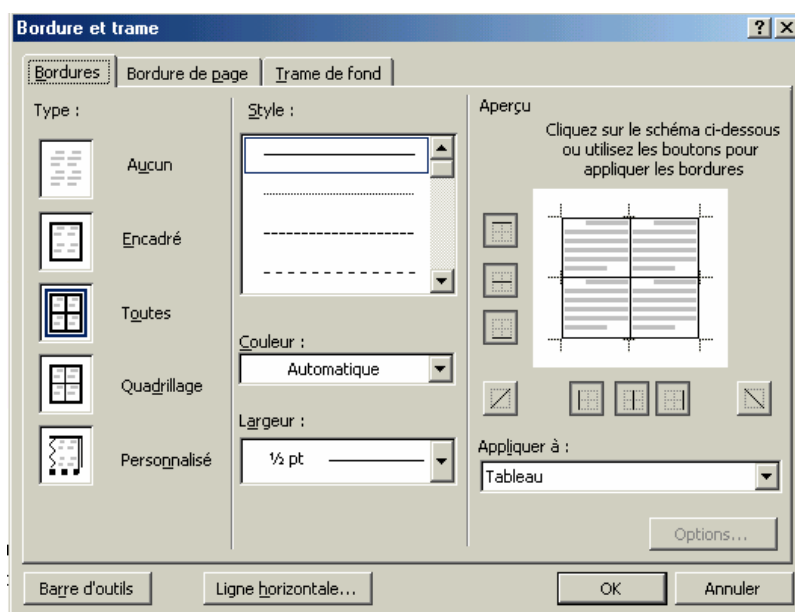 Bordure et trame
Bordures
Bordure de page
Trame de fond
Type :
Aucun
Encadré
Toutes
Quadrillage
Personnalisé
Style :
Couleur :
Automatique
Largeur :
½ pt
Aperçu
Cliquez sur le schéma ci-dessous
ou utilisez les boutons pour
appliquer les bordures
Appliquer à :
Tableau
Options...
Barre d'outils
Ligne horizontale...
OK
Annuler